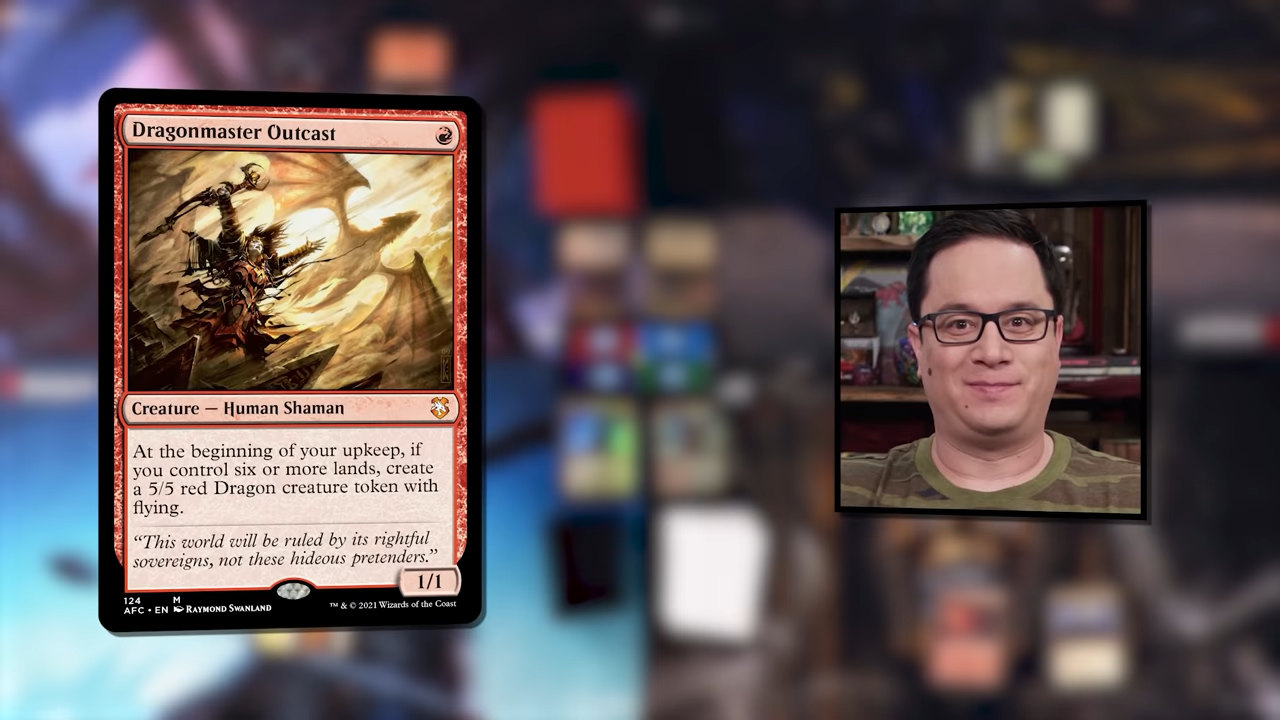 Dragonmaster Outcast
Creature — Human Shaman
At the beginning of your upkeep, if
you control six or more lands, create
a 5/5 red Dragon creature token with
flying.
“This world will be ruled by its rightful
sovereigns, not these hideous pretenders.”
1/1
124 M
AFC • EN RAYMOND SWANLAND
™ & © 2021 Wizards of the Coast